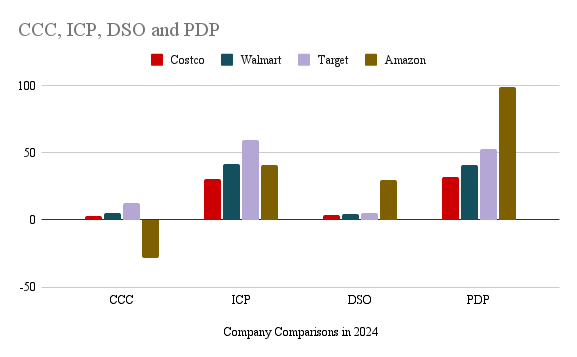 CCC, ICP, DSO and PDP
Costco Walmart Target Amazon
100
50
0
-50
CCC ICP DSO PDP
Company Comparisons in 2024